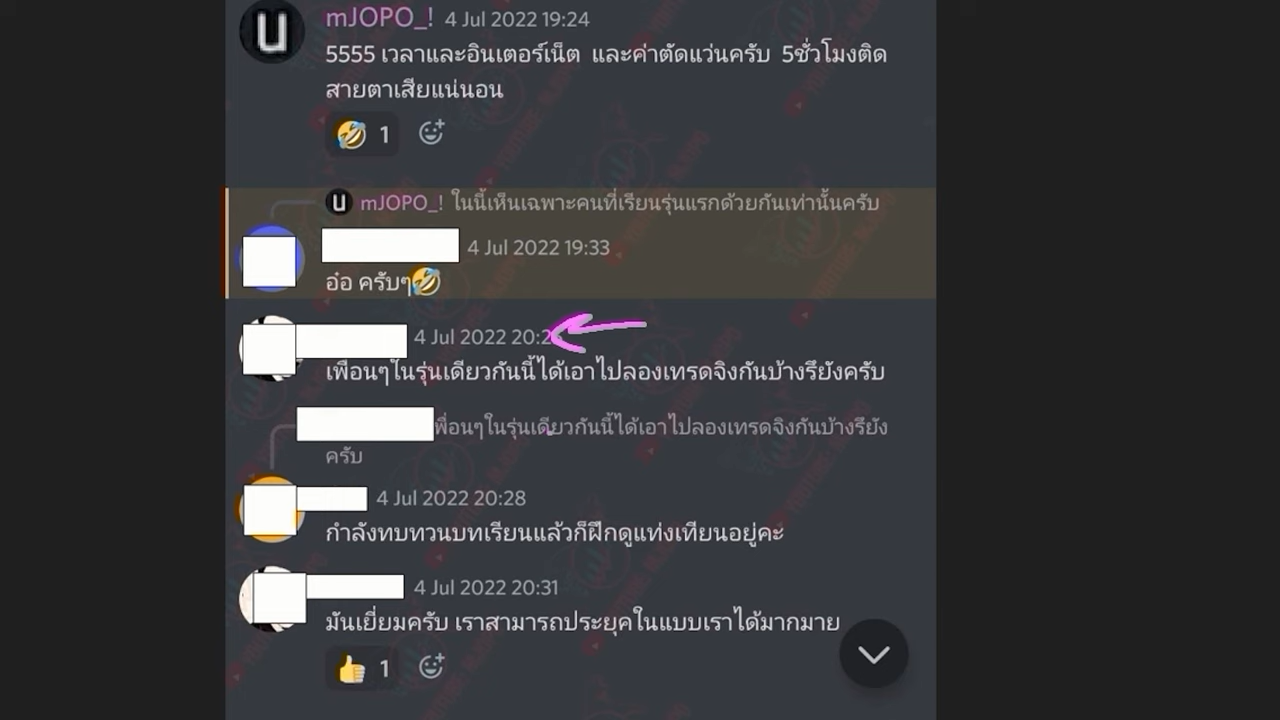 mJOPO_! 4 Jul 2022 19:24
5555 เวลาและอินเตอร์เน็ต และค่าตัดแว่นครับ 5ชั่วโมงติด
สายตาเสียแน่นอน
🤣 1
mJOPO_! ในนี้เห็นเฉพาะคนที่เรียนรุ่นแรกด้วยกันเท่านั้นครับ
4 Jul 2022 19:33
อ๋อ ครับๆ🤣
4 Jul 2022
เพื่อนๆในรุ่นเดียวกันนี้ได้เอาไปลองเทรดจิงกันบ้างรึยังครับ
พื่อนๆในรุ่นเดียวกันนี้ได้เอาไปลองเทรดจิงกันบ้างรึยัง
ครับ
4 Jul 2022 20:28
กำลังทบทวนบทเรียนแล้วก็ฝึกดูแท่งเทียนอยู่คะ
4 Jul 2022 20:31
มันเยี่ยมครับ เราสามารถประยุคในแบบเราได้มากมาย
👍 1